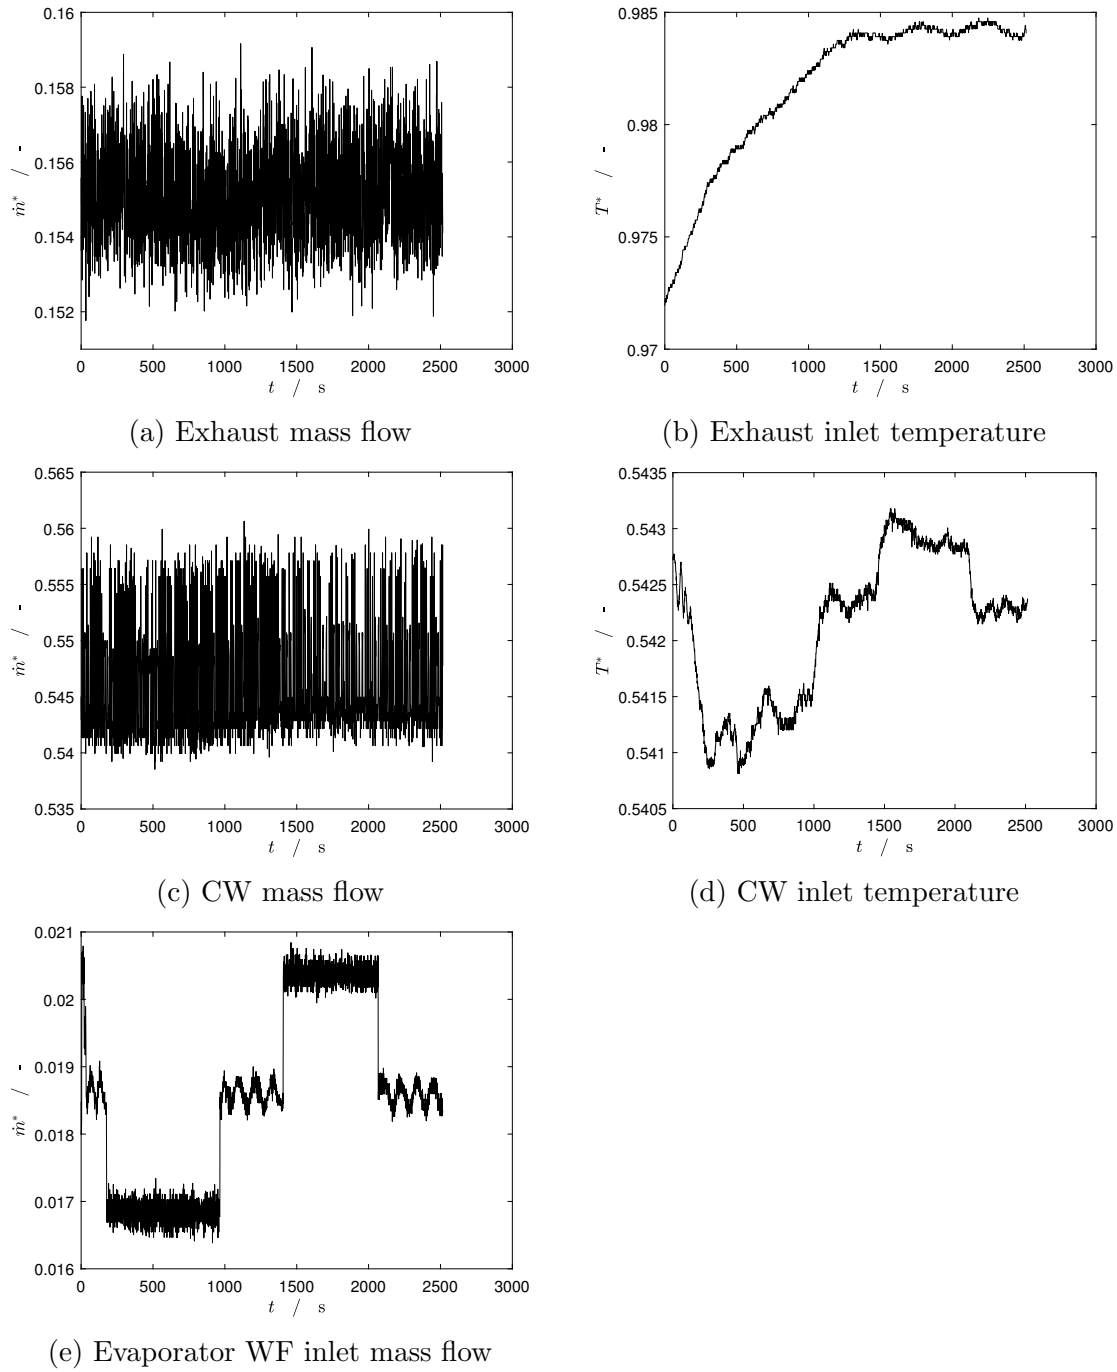 0.16
0.158
0.156
0.154
0.152
ṁ* / -
0 500 1000 1500 2000 2500 3000
t / s
(a) Exhaust mass flow
0.985
0.98
0.975
0.97
T* / -
0 500 1000 1500 2000 2500 3000
t / s
(b) Exhaust inlet temperature
0.565
0.56
0.555
0.55
0.545
0.54
0.535
ṁ* / -
0 500 1000 1500 2000 2500 3000
t / s
(c) CW mass flow
0.5435
0.543
0.5425
0.542
0.5415
0.541
0.5405
T* / -
0 500 1000 1500 2000 2500 3000
t / s
(d) CW inlet temperature
0.021
0.02
0.019
0.018
0.017
0.016
ṁ* / -
0 500 1000 1500 2000 2500 3000
t / s
(e) Evaporator WF inlet mass flow